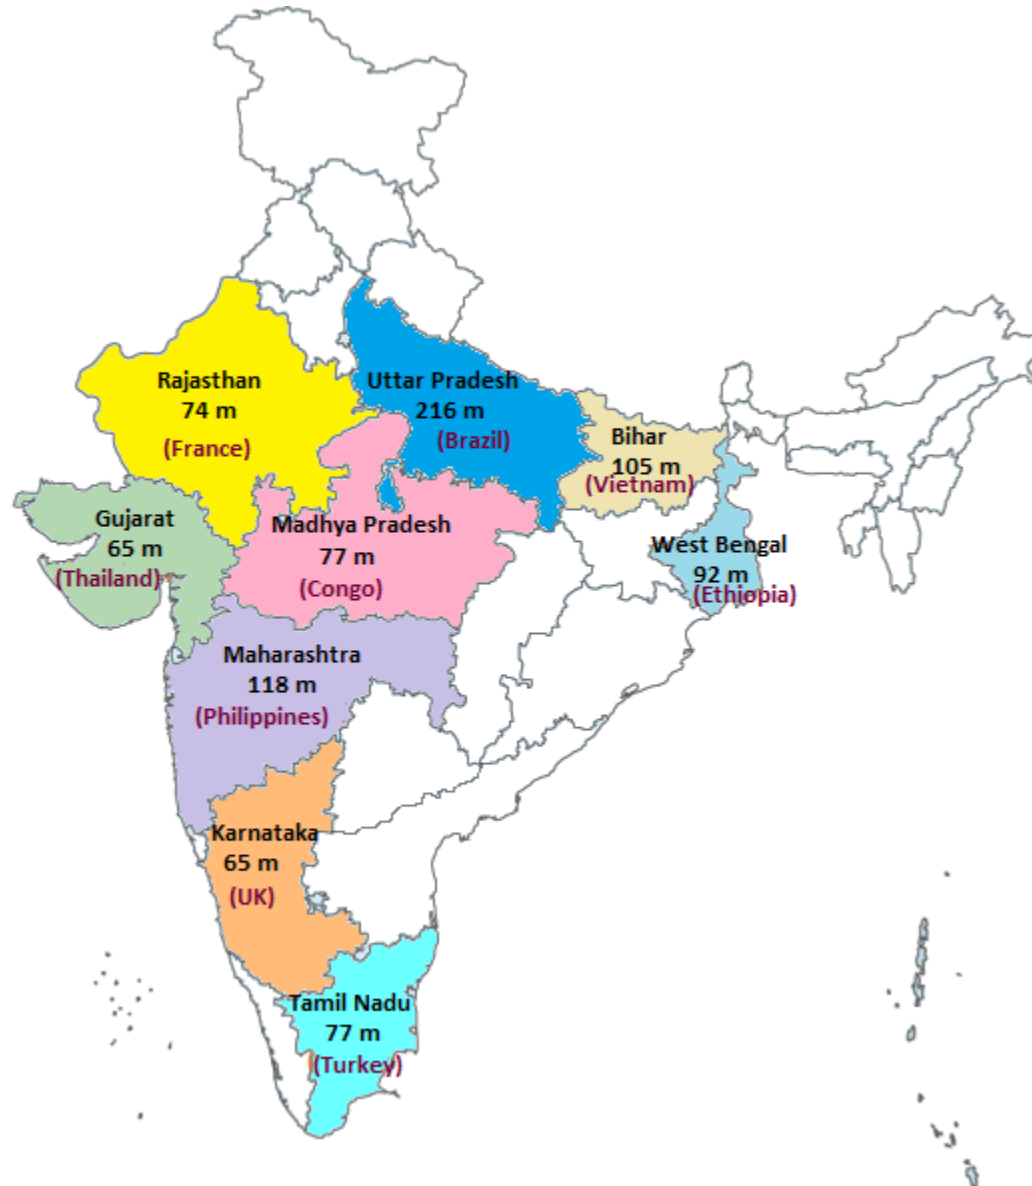 Rajasthan
74 m
(France)
Uttar Pradesh
216 m
(Brazil)
Bihar
105 m
(Vietnam)
Gujarat
65 m
(Thailand)
Madhya Pradesh
77 m
(Congo)
West Bengal
92 m
(Ethiopia)
Maharashtra
118 m
(Philippines)
Karnataka
65 m
(UK)
Tamil Nadu
77 m
(Turkey)